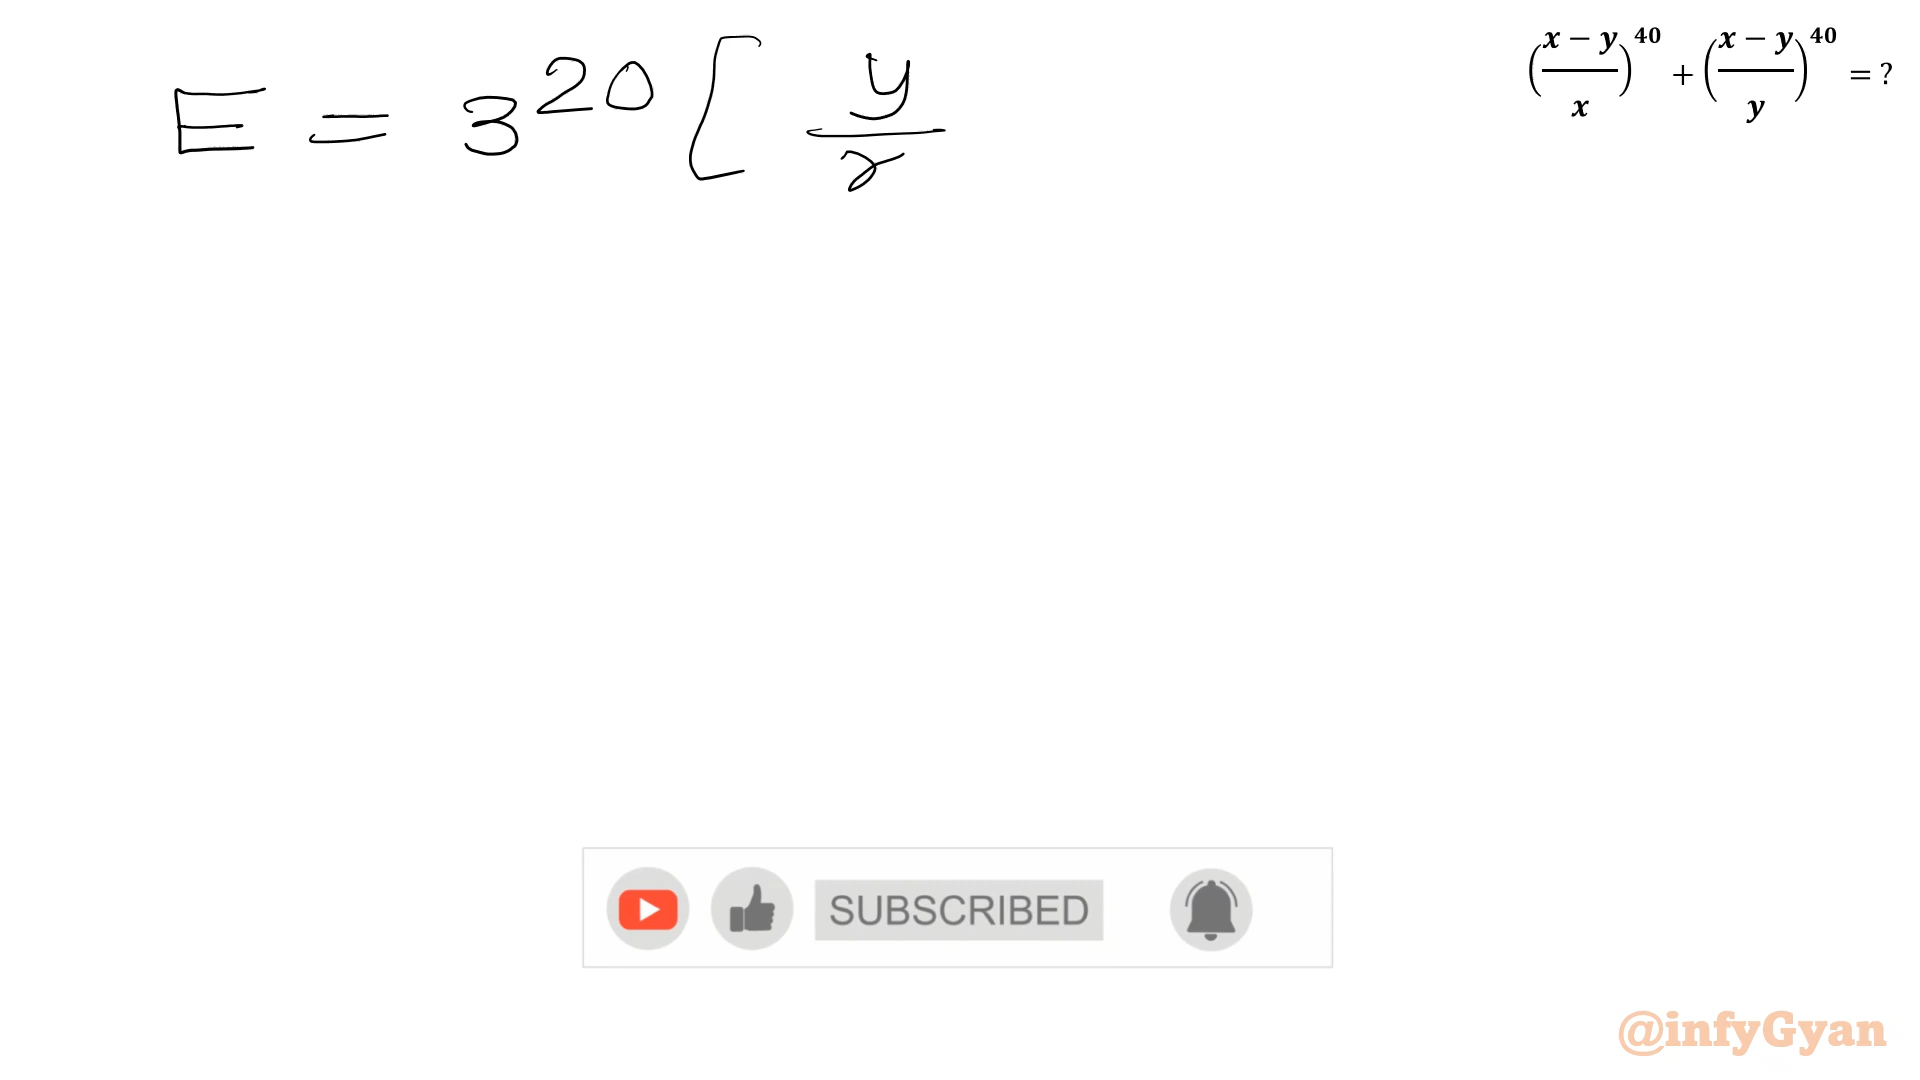 E = 3^20 [ y/x
((x − y)/x)^40 + ((x − y)/y)^40 = ?
SUBSCRIBED
@infyGyan